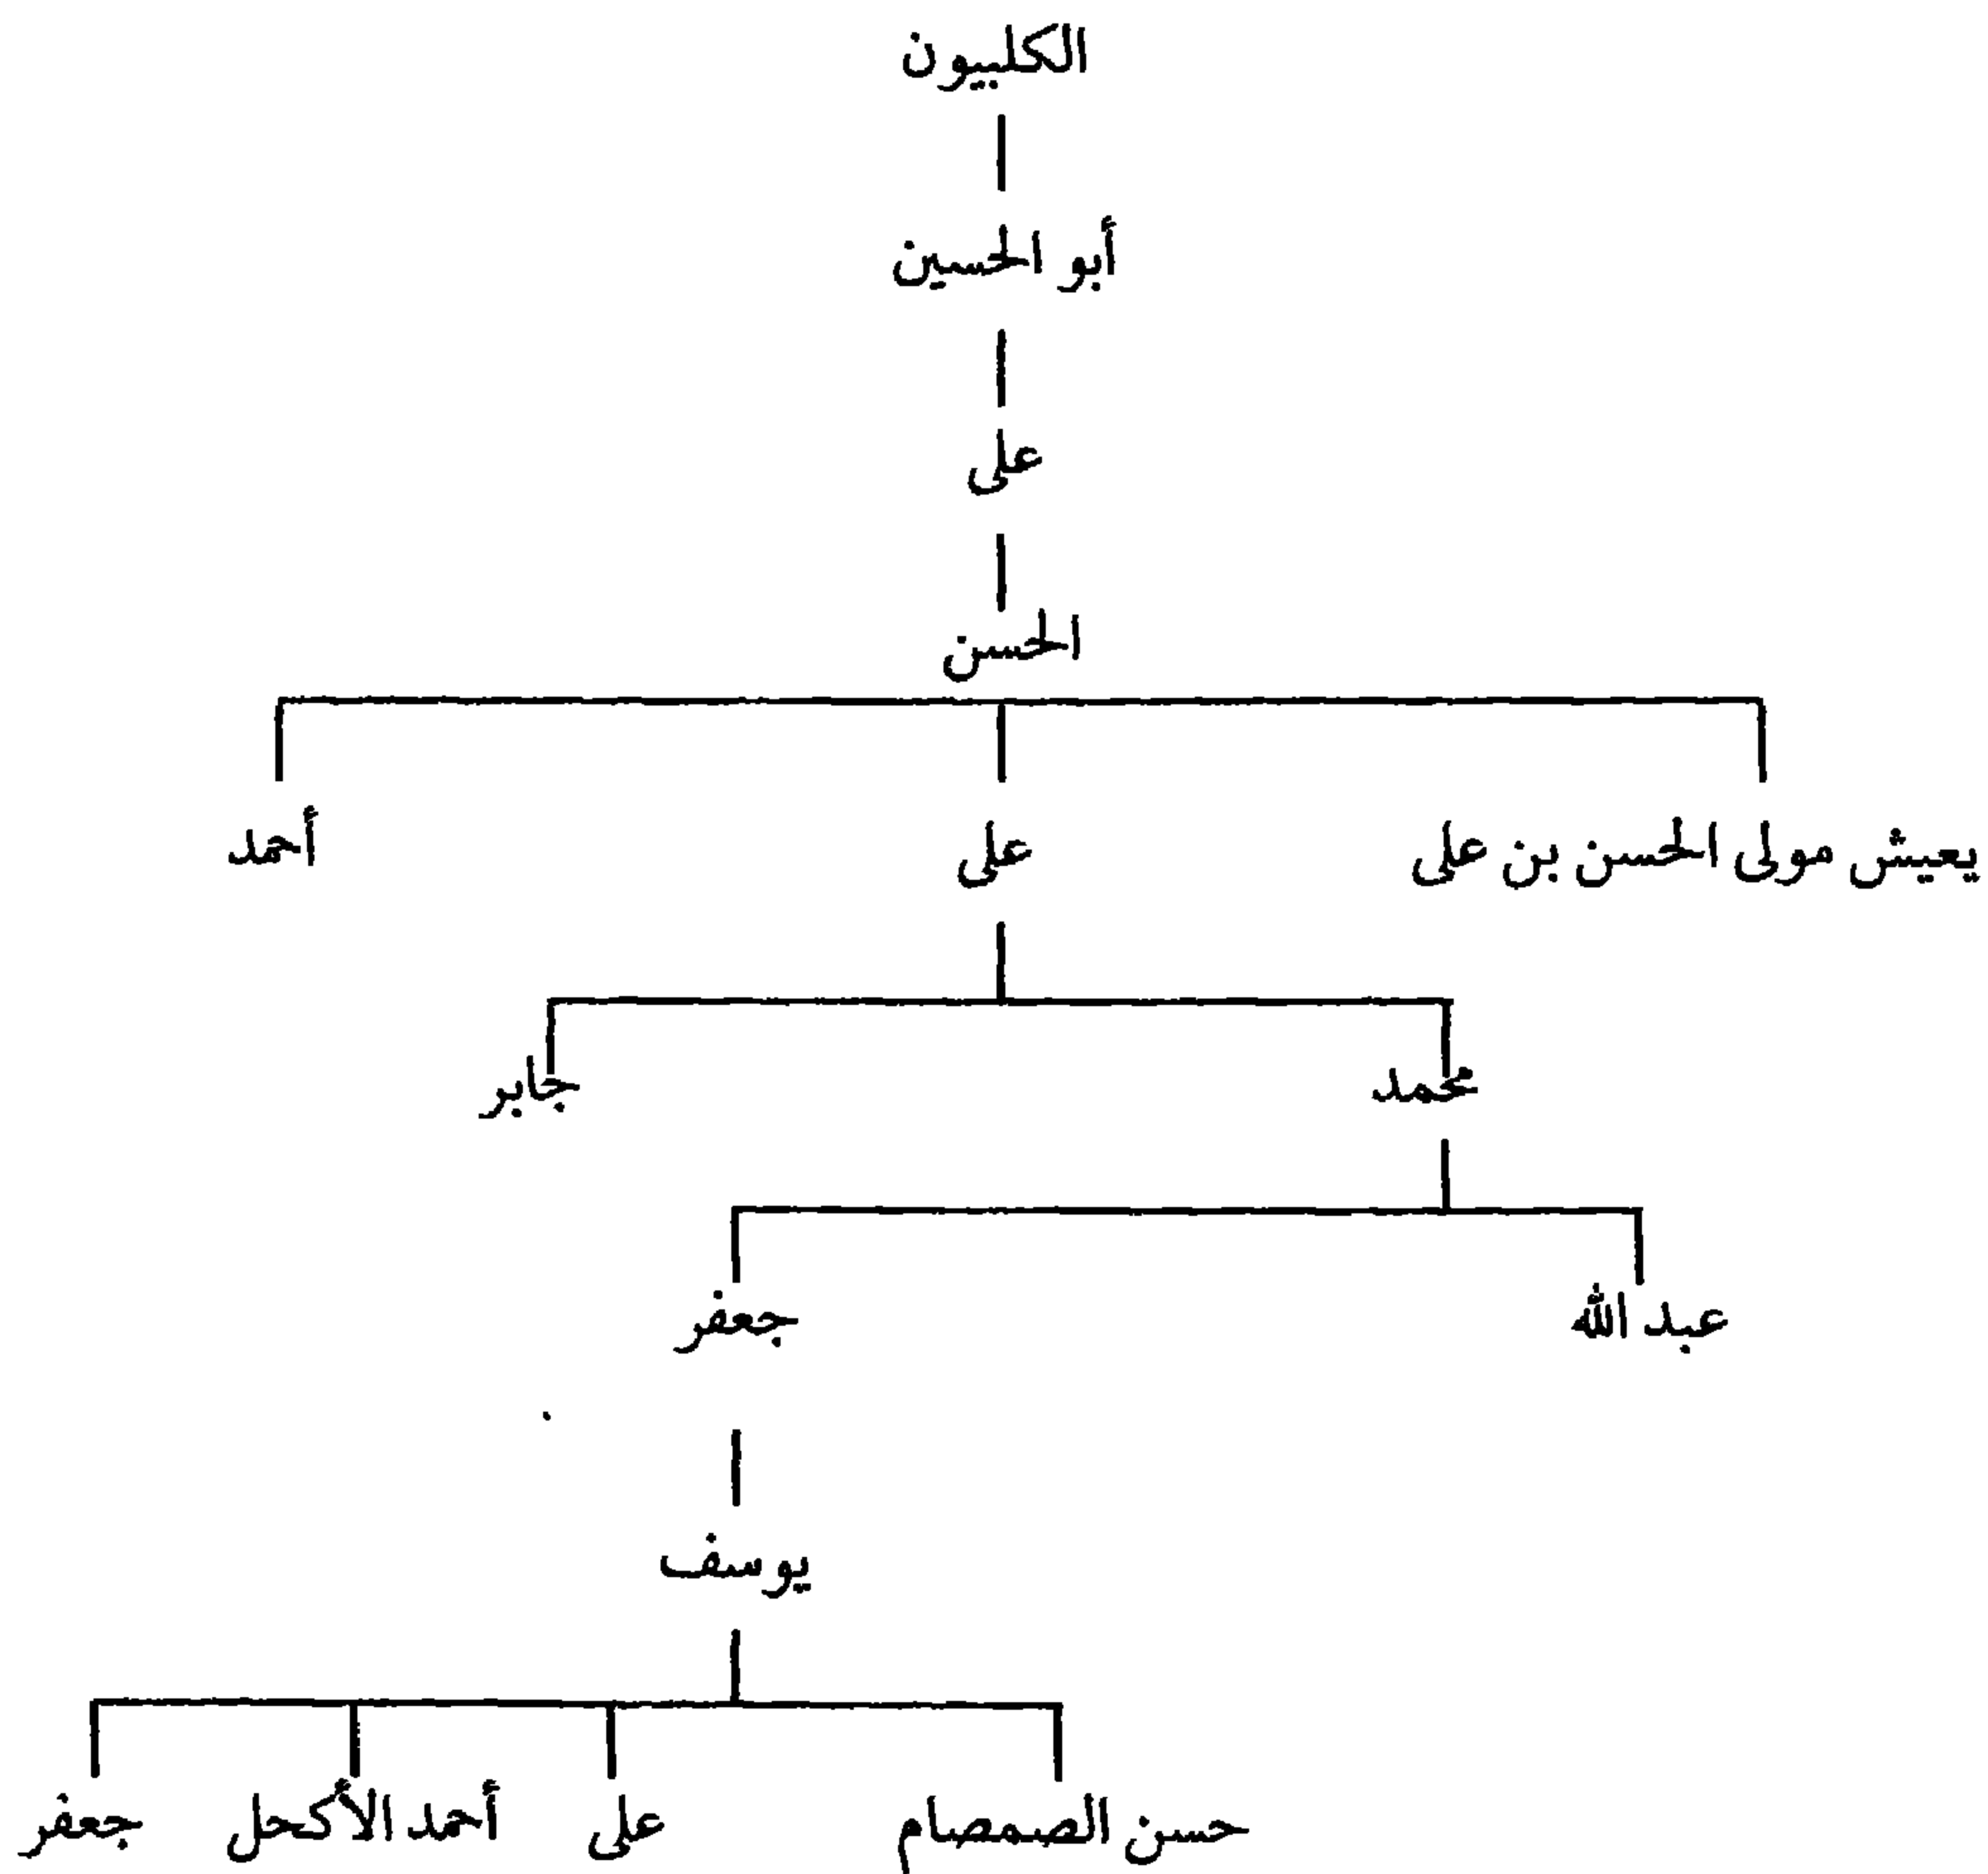 الكلبيون
أبو الحسين
على
الحسن
يعيش مولى الحسن بن على على أحمد
محمد جابر
عبد الله جعفر
يوسف
حسن الصمصام على أحمد الأكحل جعفر